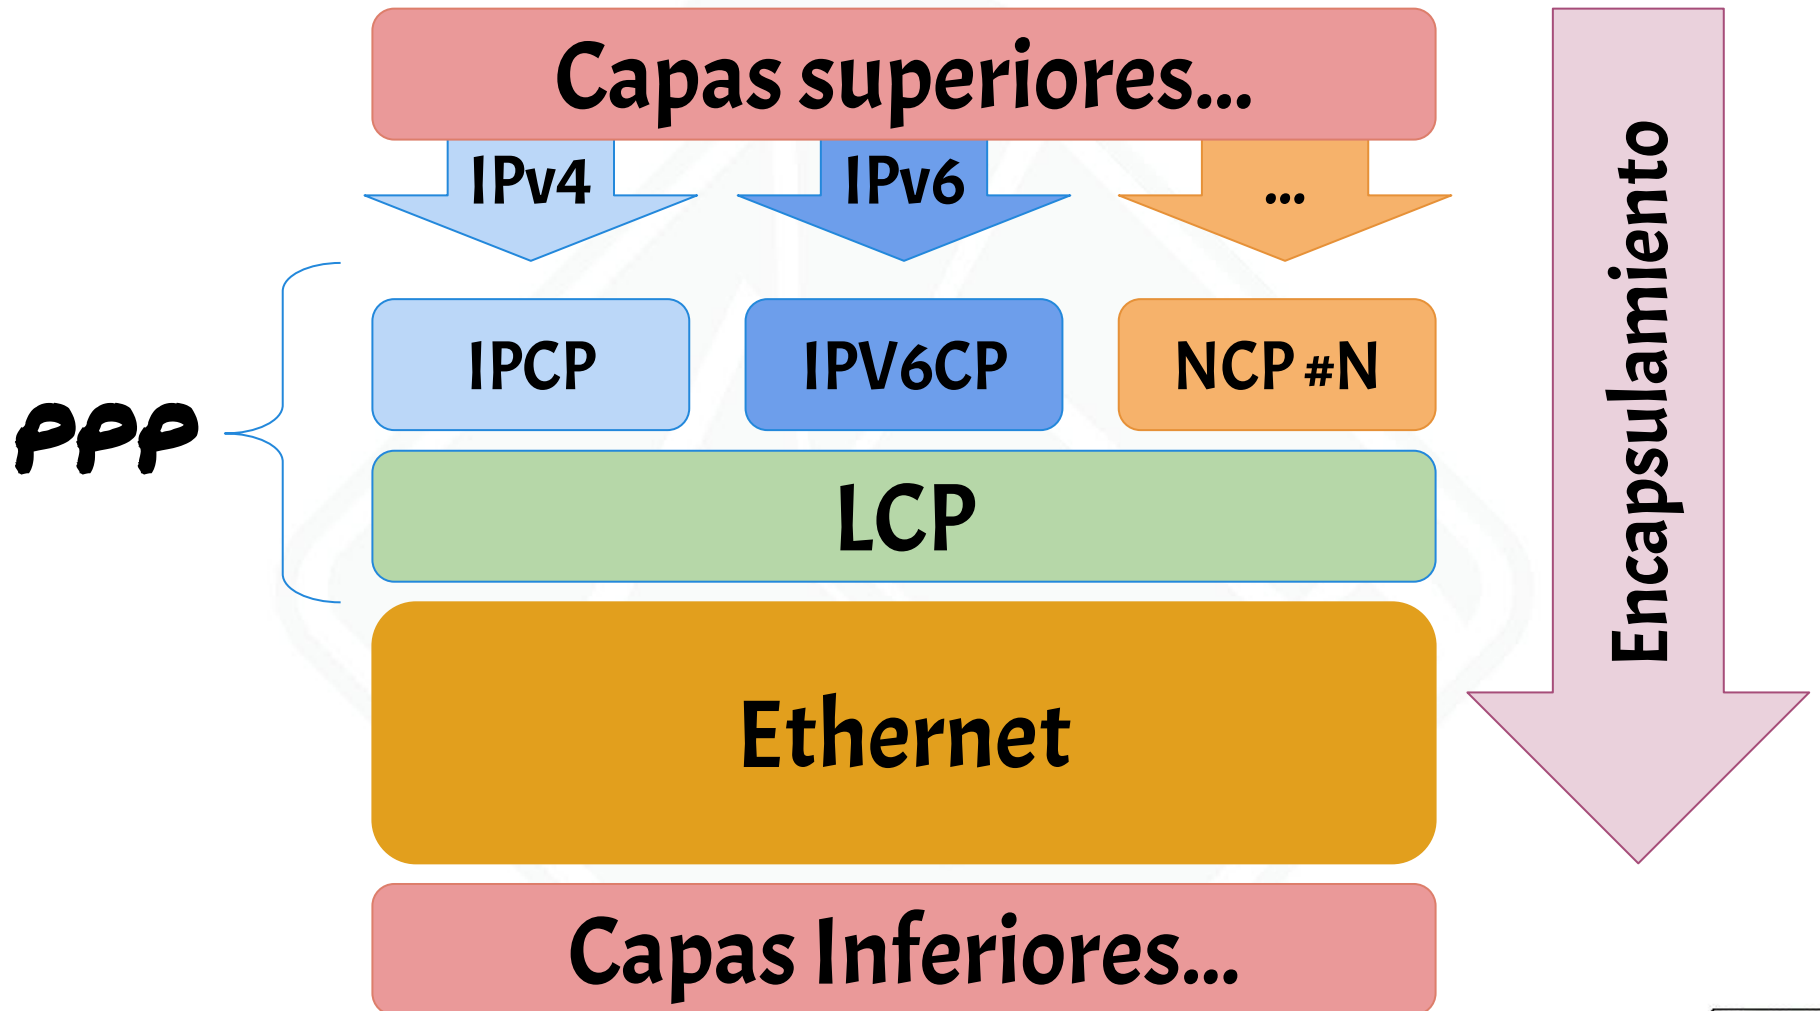 Capas superiores...
IPv4
IPv6
...
IPCP
IPV6CP
NCP #N
PPP
LCP
Ethernet
Capas Inferiores...
Encapsulamiento